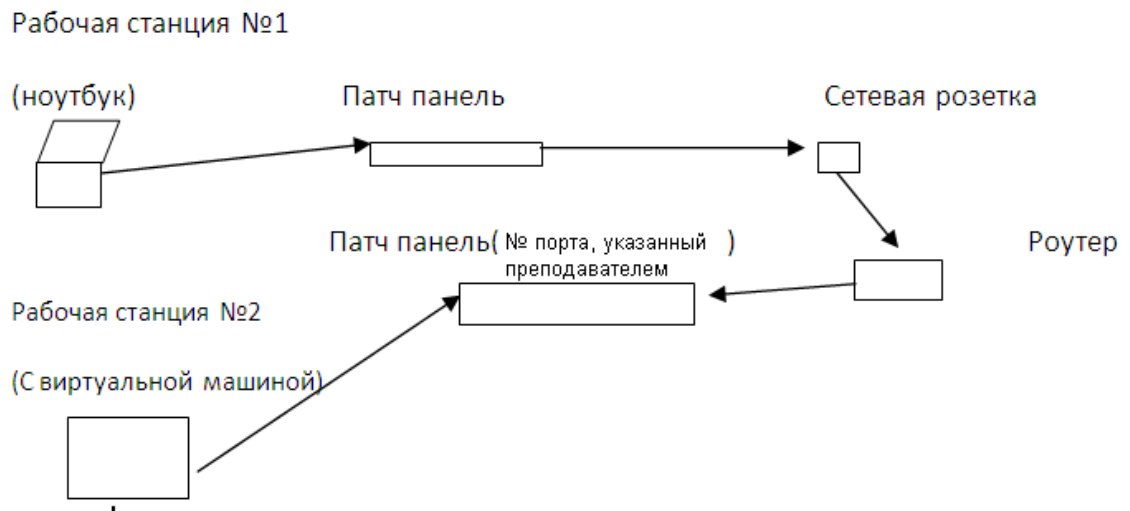 Рабочая станция №1
(ноутбук) Патч панель Сетевая розетка
Патч панель( № порта, указанный ) Роутер
преподавателем
Рабочая станция №2
(С виртуальной машиной)